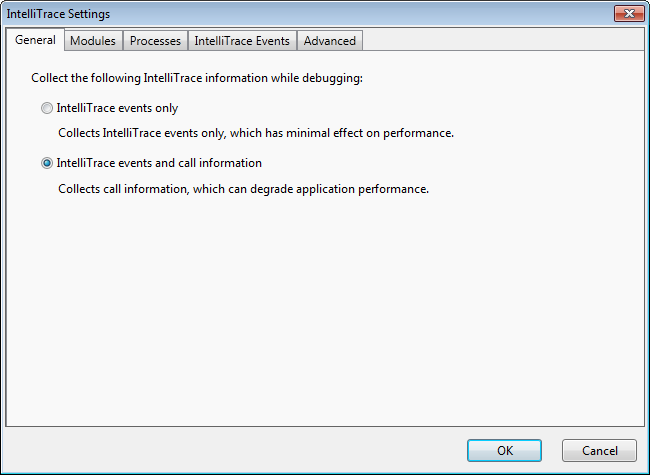 IntelliTrace Settings
General Modules Processes IntelliTrace Events Advanced
Collect the following IntelliTrace information while debugging:
IntelliTrace events only
Collects IntelliTrace events only, which has minimal effect on performance.
IntelliTrace events and call information
Collects call information, which can degrade application performance.
OK Cancel